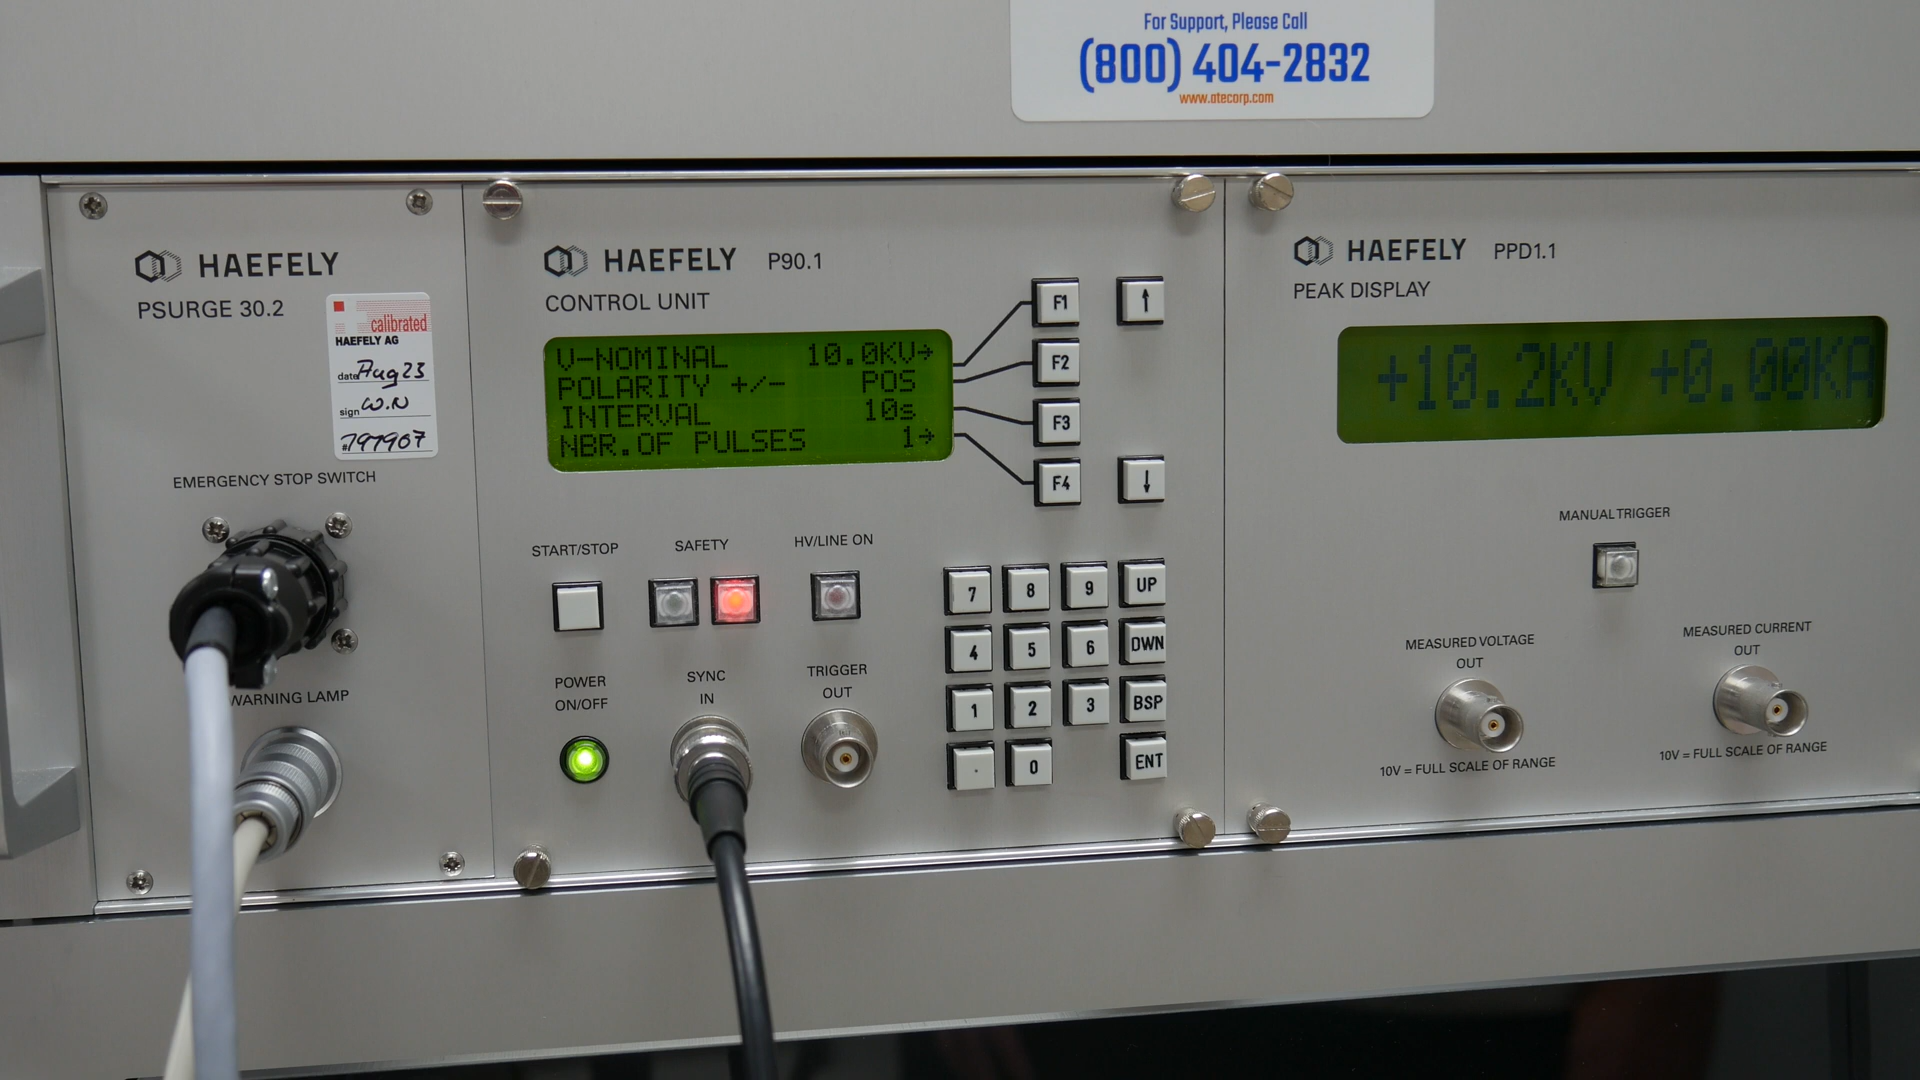 For Support, Please Call
(800) 404-2832
www.atecorp.com
HAEFELY
PSURGE 30.2
calibrated
HAEFELY AG
date Aug 23
sign W.N
#797907
EMERGENCY STOP SWITCH
WARNING LAMP
HAEFELY P90.1
CONTROL UNIT
V-NOMINAL 10.0KV→
POLARITY +/- POS
INTERVAL 10s
NBR.OF PULSES 1→
F1
F2
F3
F4
↑
↓
START/STOP
SAFETY
HV/LINE ON
POWER
ON/OFF
SYNC
IN
TRIGGER
OUT
7 8 9 UP
4 5 6 DWN
1 2 3 BSP
. 0 ENT
HAEFELY PPD1.1
PEAK DISPLAY
+10.2KV +0.00KA
MANUAL TRIGGER
MEASURED VOLTAGE
OUT
10V = FULL SCALE OF RANGE
MEASURED CURRENT
OUT
10V = FULL SCALE OF RANGE